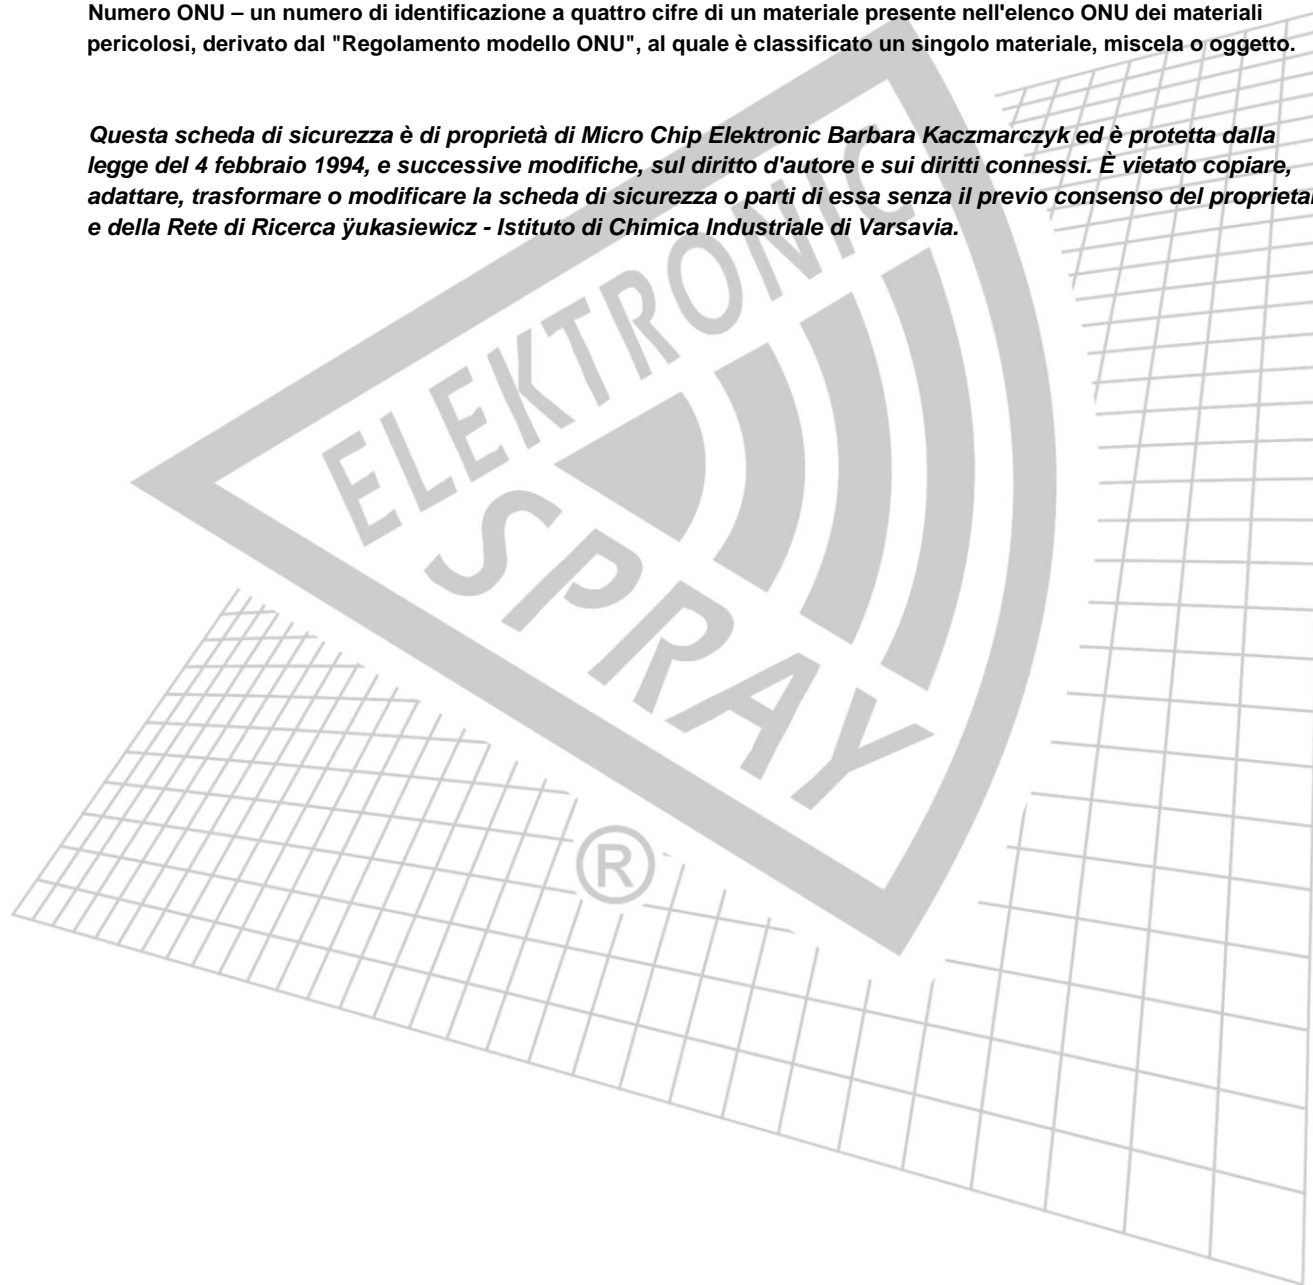 Numero ONU – un numero di identificazione a quattro cifre di un materiale presente nell'elenco ONU dei materiali
pericolosi, derivato dal "Regolamento modello ONU", al quale è classificato un singolo materiale, miscela o oggetto.
Questa scheda di sicurezza è di proprietà di Micro Chip Elektronic Barbara Kaczmarczyk ed è protetta dalla
legge del 4 febbraio 1994, e successive modifiche, sul diritto d'autore e sui diritti connessi. È vietato copiare,
adattare, trasformare o modificare la scheda di sicurezza o parti di essa senza il previo consenso del
e della Rete di Ricerca ÿukasiewicz - Istituto di Chimica Industriale di Varsavia.
ELEKTRONIC
SPRAY
®